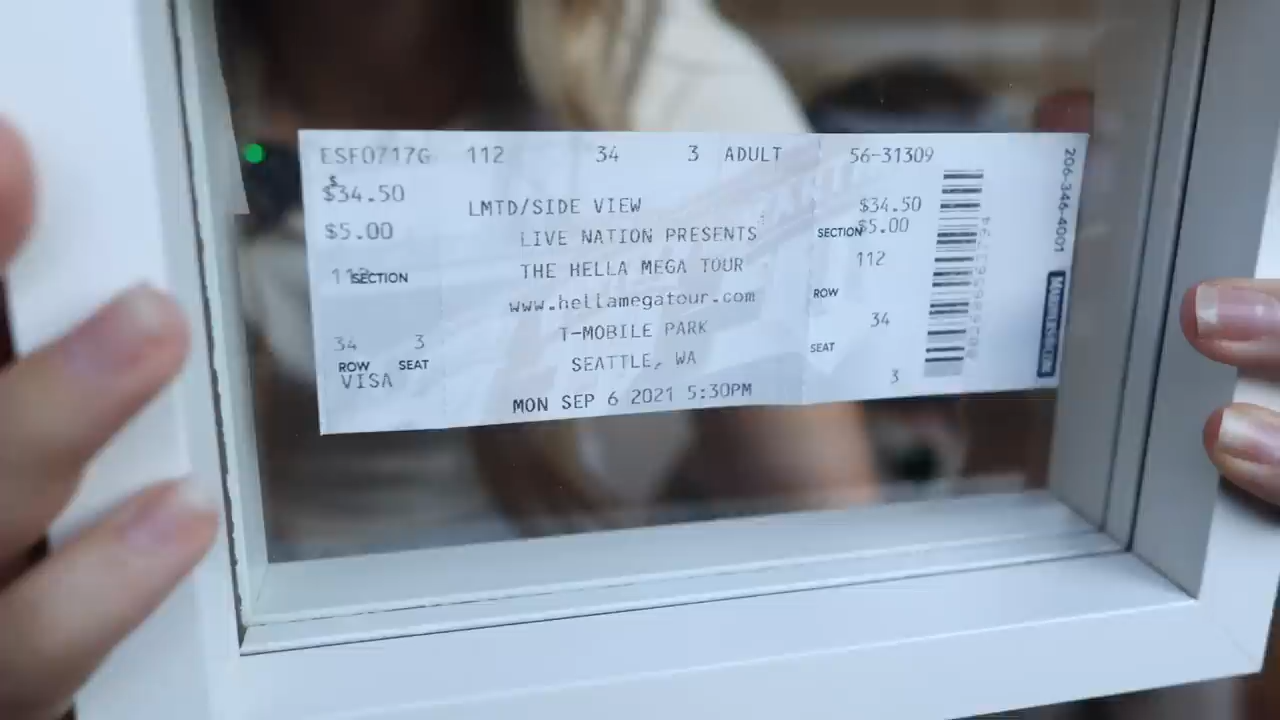 ESF0717G 112 34 3 ADULT 56-31309
$
$34.50
$5.00
SECTION
34 3
ROW SEAT
VISA
LMTD/SIDE VIEW
LIVE NATION PRESENTS
THE HELLA MEGA TOUR
www.hellamegatour.com
T-MOBILE PARK
SEATTLE, WA
MON SEP 6 2021 5:30PM
$34.50
SECTION $5.00
112
ROW
34
SEAT
3
206-346-4001